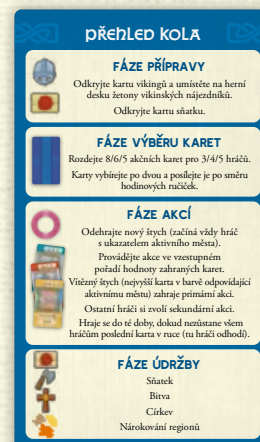 PŘEHLED KOLA
FÁZE PŘÍPRAVY
Odkryjte kartu vikingů a umístěte na herní
desku žetony vikinských nájezdníků.
Odkryjte kartu sňatku.
FÁZE VÝBĚRU KARET
Rozdejte 8/6/5 akčních karet pro 3/4/5 hráčů.
Karty vybírejte po dvou a posílejte je po směru
hodinových ručiček.
FÁZE AKCÍ
Odehrajte nový štych (začíná vždy hráč
s ukazatelem aktivního města).
Provádějte akce ve vzestupném
pořadí hodnoty zahraných karet.
Vítězný štych (nejvyšší karta v barvě odpovídající
aktivnímu městu) zahraje primární akci.
Ostatní hráči si zvolí sekundární akci.
Hraje se do té doby, dokud nezůstane všem
hráčům poslední karta v ruce (tu hráči odhodí).
FÁZE ÚDRŽBY
Sňatek
Bitva
Církev
Nárokování regionů